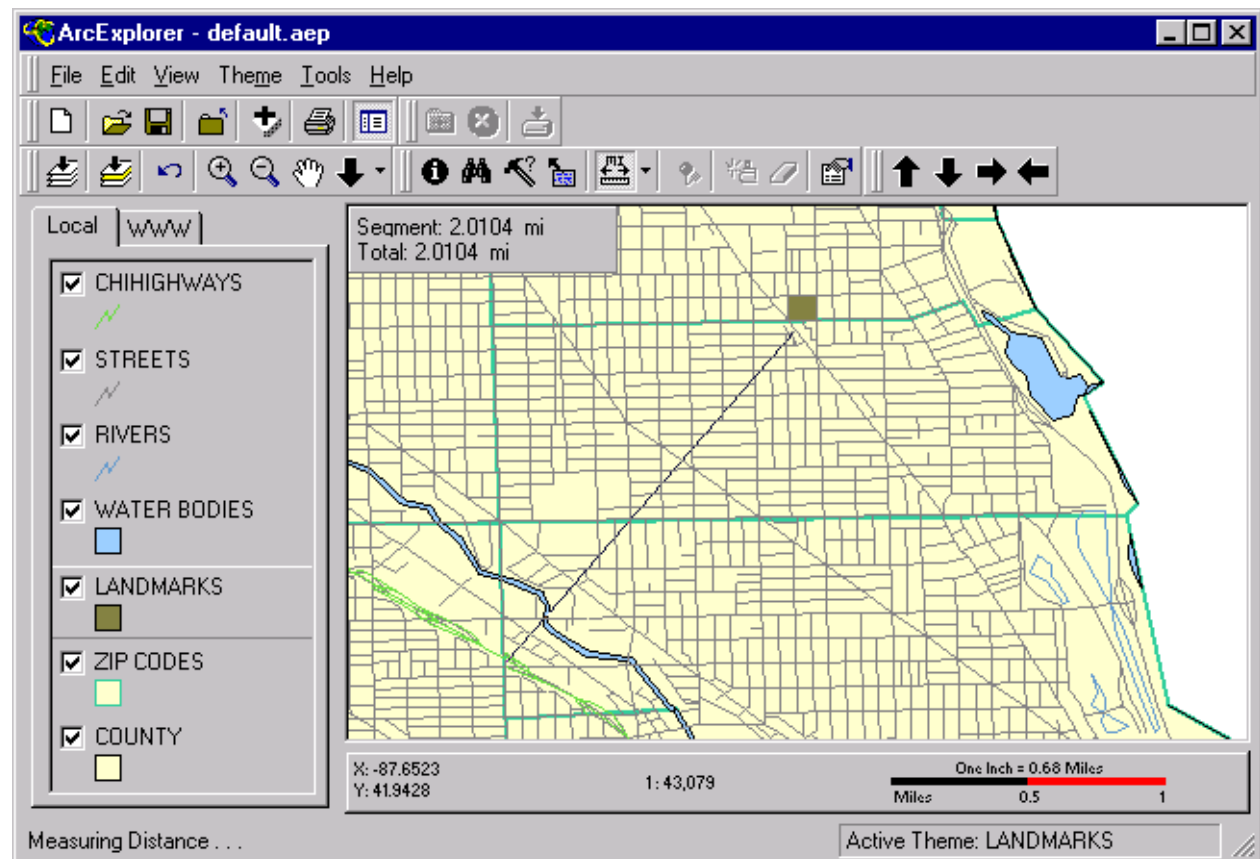 ArcExplorer - default.aep
File Edit View Theme Tools Help
mi
Local WWW
Segment: 2.0104 mi
Total: 2.0104 mi
CHIHIGHWAYS
STREETS
RIVERS
WATER BODIES
LANDMARKS
ZIP CODES
COUNTY
X: -87.6523
Y: 41.9428
1: 43,079
One Inch = 0.68 Miles
Miles 0.5 1
Measuring Distance . . .
Active Theme: LANDMARKS